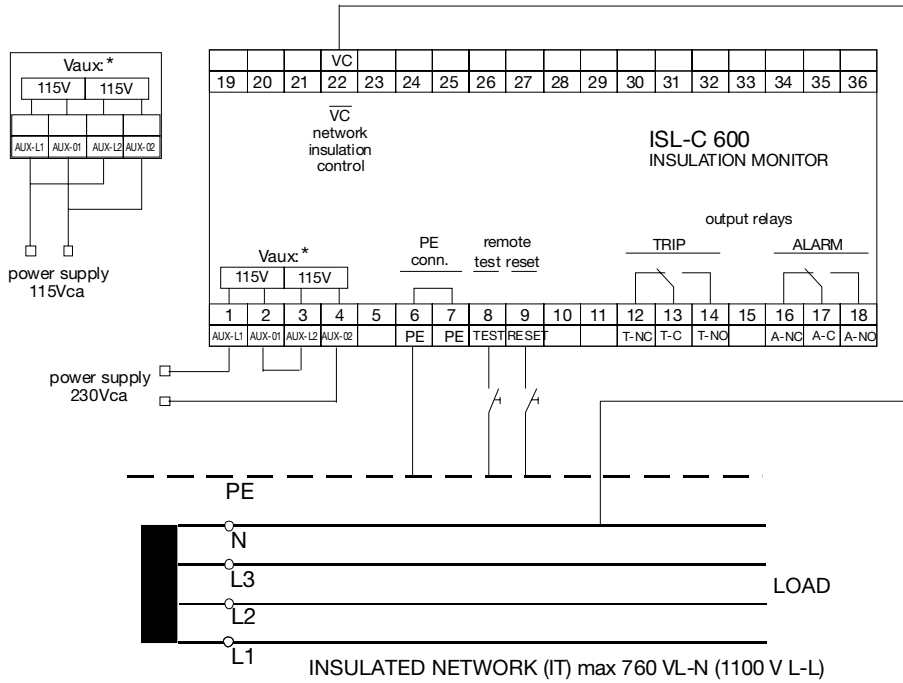 Vaux:*
115V 115V
AUX-L1 AUX-01 AUX-L2 AUX-02
power supply
115Vca
VC
19 20 21 22 23 24 25 26 27 28 29 30 31 32 33 34 35 36
VC
network
insulation
control
ISL-C 600
INSULATION MONITOR
output relays
PE
conn.
remote
test reset
TRIP
ALARM
Vaux:*
115V 115V
1 2 3 4 5 6 7 8 9 10 11 12 13 14 15 16 17 18
AUX-L1 AUX-01 AUX-L2 AUX-02 PE PE TEST RESET T-NC T-C T-NO A-NC A-C A-NO
power supply
230Vca
PE
N
L3
L2
L1
LOAD
INSULATED NETWORK (IT) max 760 VL-N (1100 V L-L)